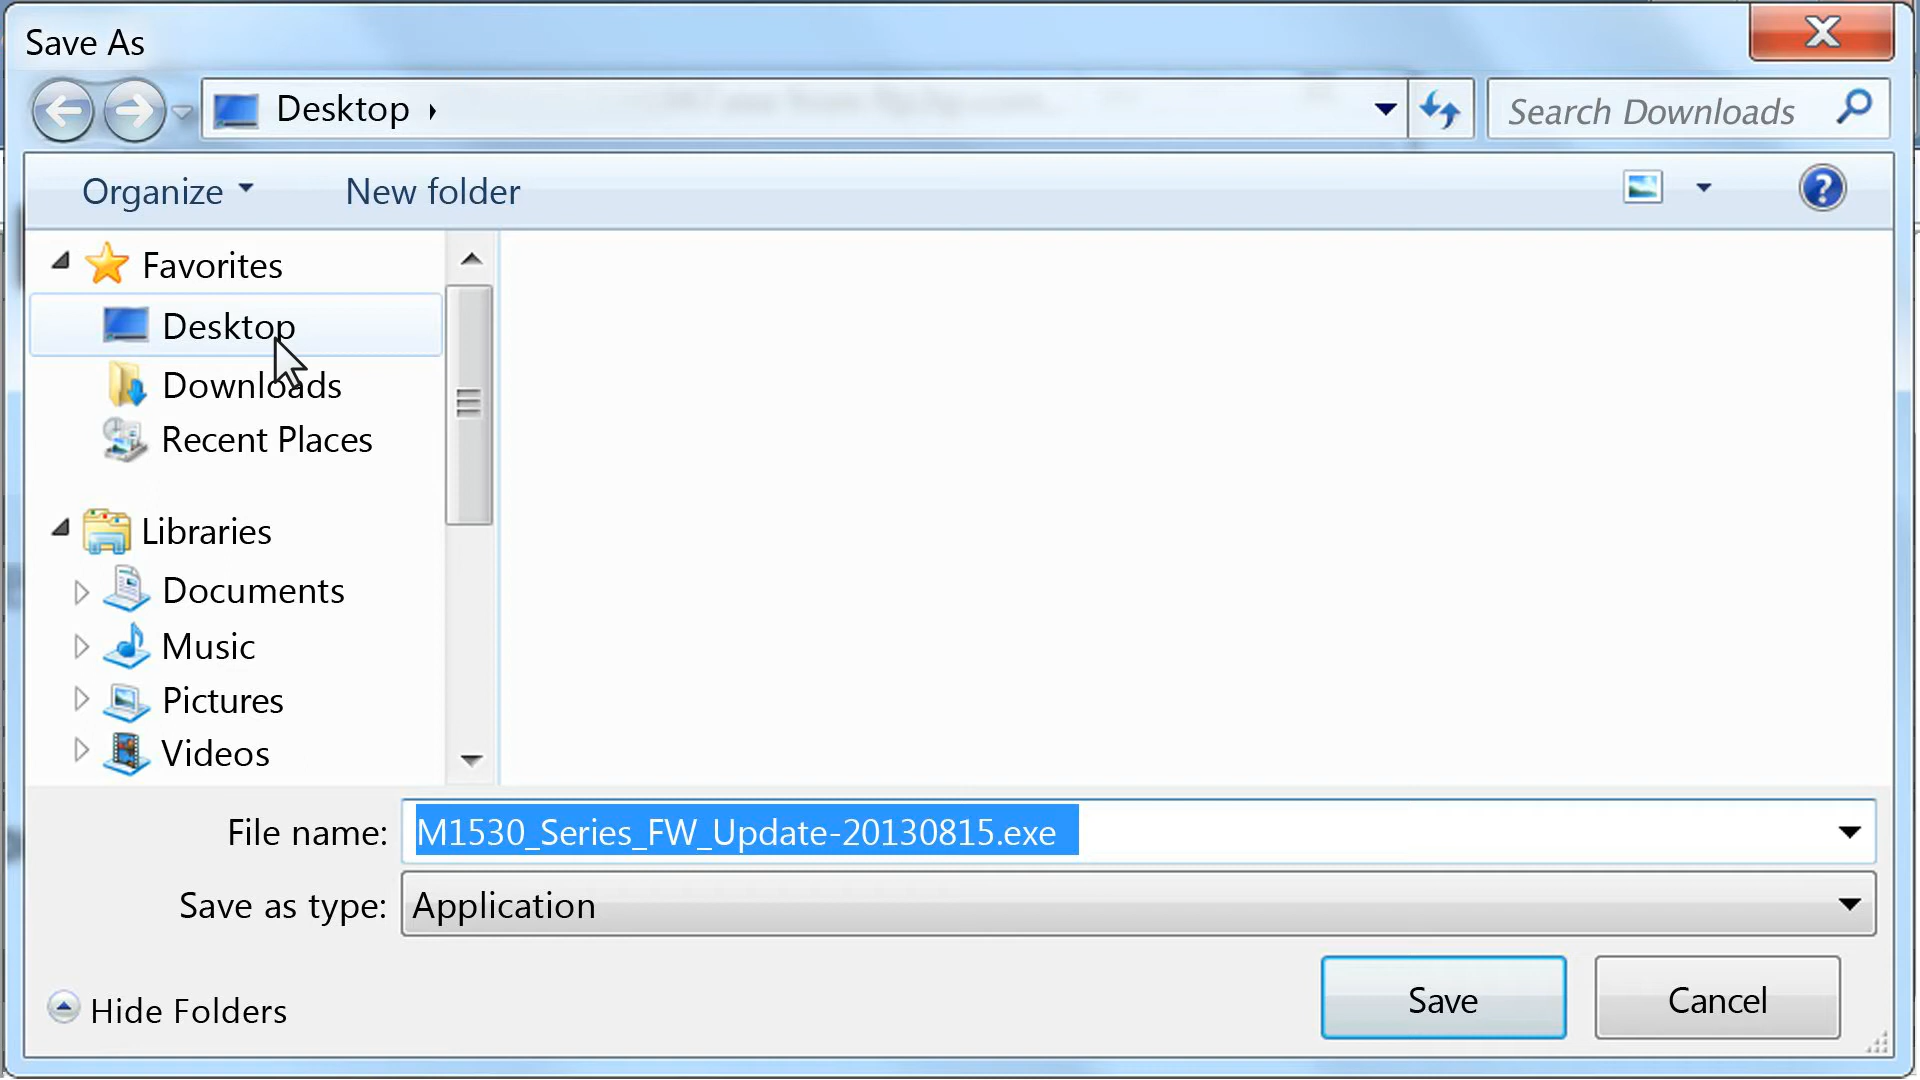 Save As
Desktop
Search Downloads
Organize
New folder
Favorites
Desktop
Downloads
Recent Places
Libraries
Documents
Music
Pictures
Videos
File name: M1530_Series_FW_Update-20130815.exe
Save as type: Application
Hide Folders
Save
Cancel